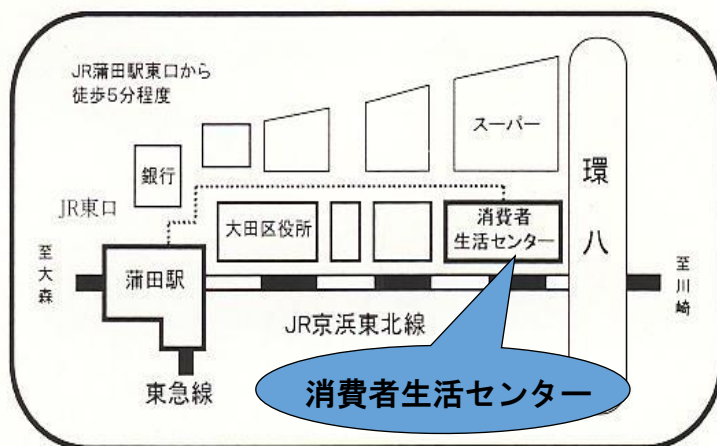 JR蒲田駅東口から
徒歩5分程度
スーパー
銀行
環八
JR東口
大田区役所
消費者
生活センター
至大森
蒲田駅
至川崎
JR京浜東北線
東急線
消費者生活センター